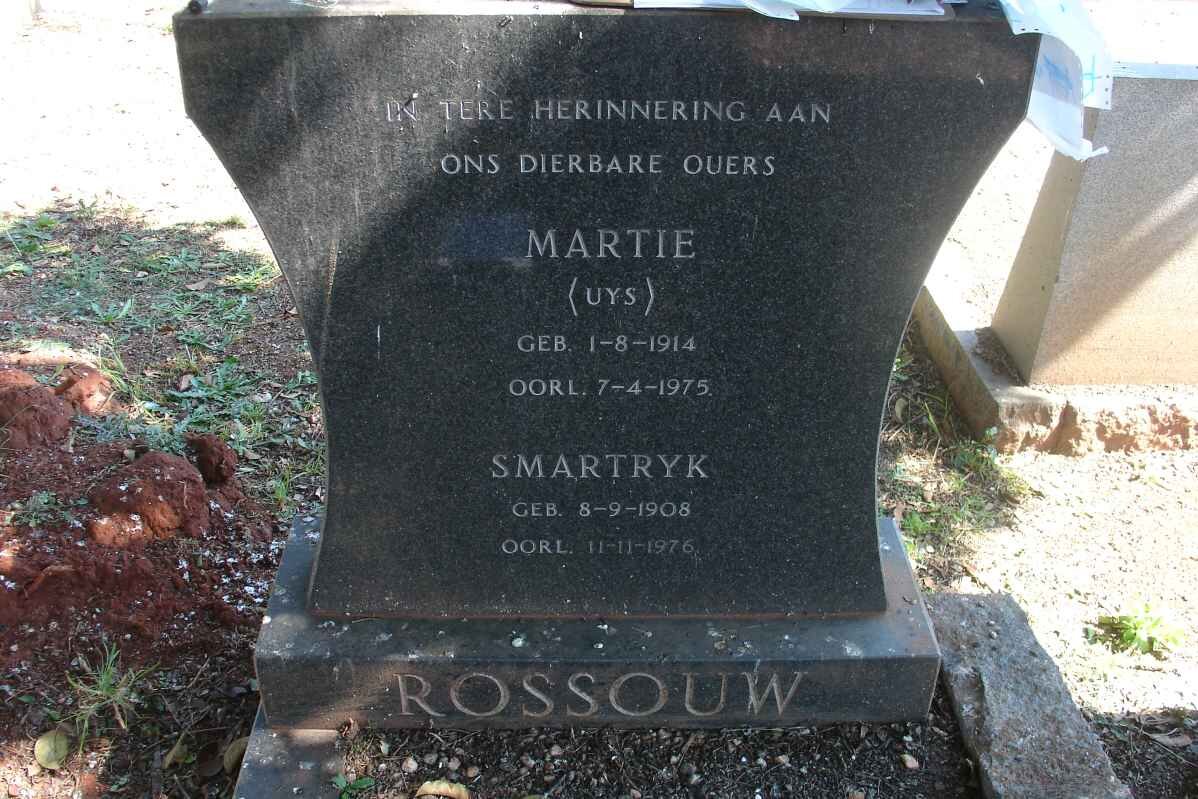 IN TERE HERINNERING AAN
ONS DIERBARE OUERS
MARTIE
(UYS)
GEB. 1-8-1914
OORL. 7-4-1975.
SMARTRYK
GEB. 8-9-1908
OORL. 11-11-1976
ROSSOUW